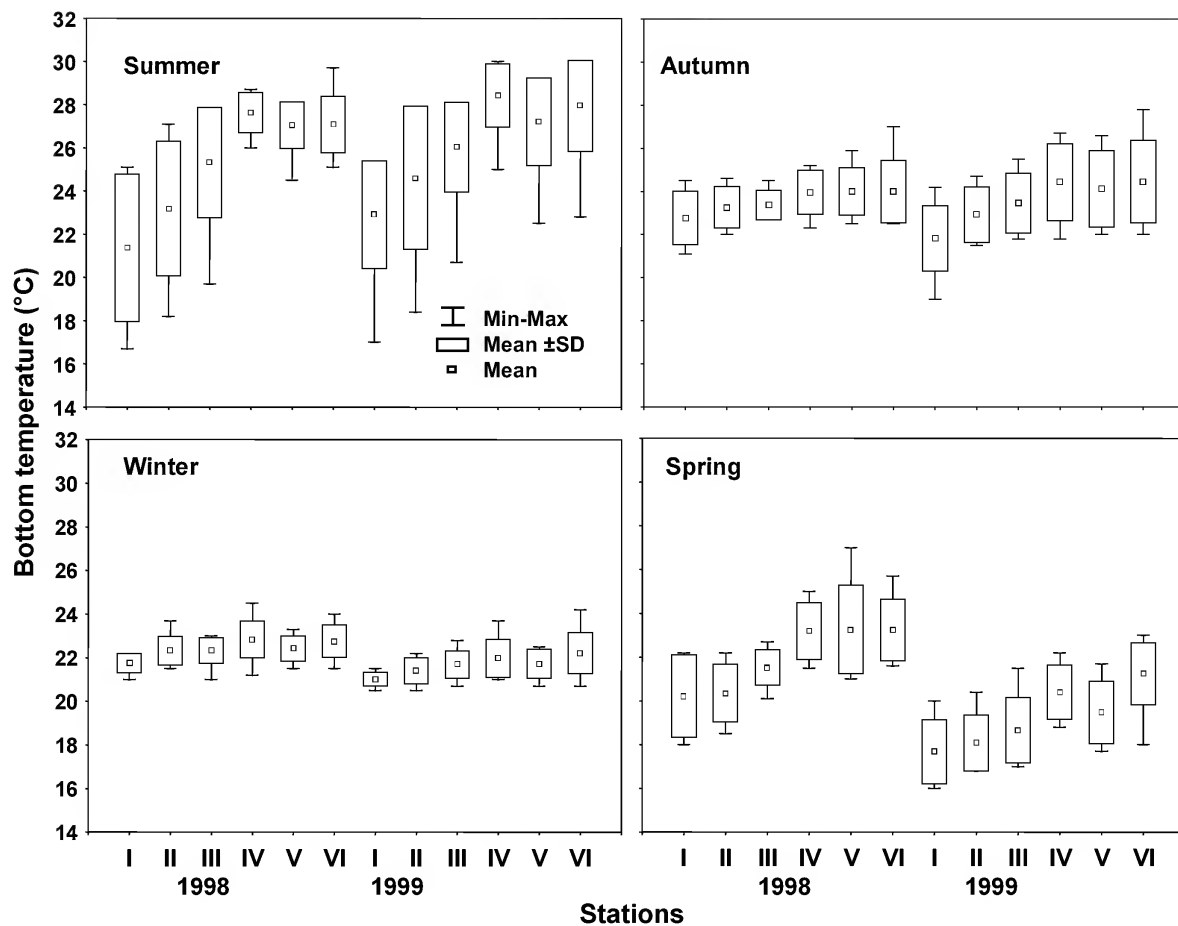 Bottom temperature (°C)
32
30
28
26
24
22
20
18
16
14
Summer
Min-Max
Mean ±SD
Mean
Autumn
32
30
28
26
24
22
20
18
16
14
Winter
Spring
I II III IV V VI I II III IV V VI
1998 1999
I II III IV V VI I II III IV V VI
1998 1999
Stations